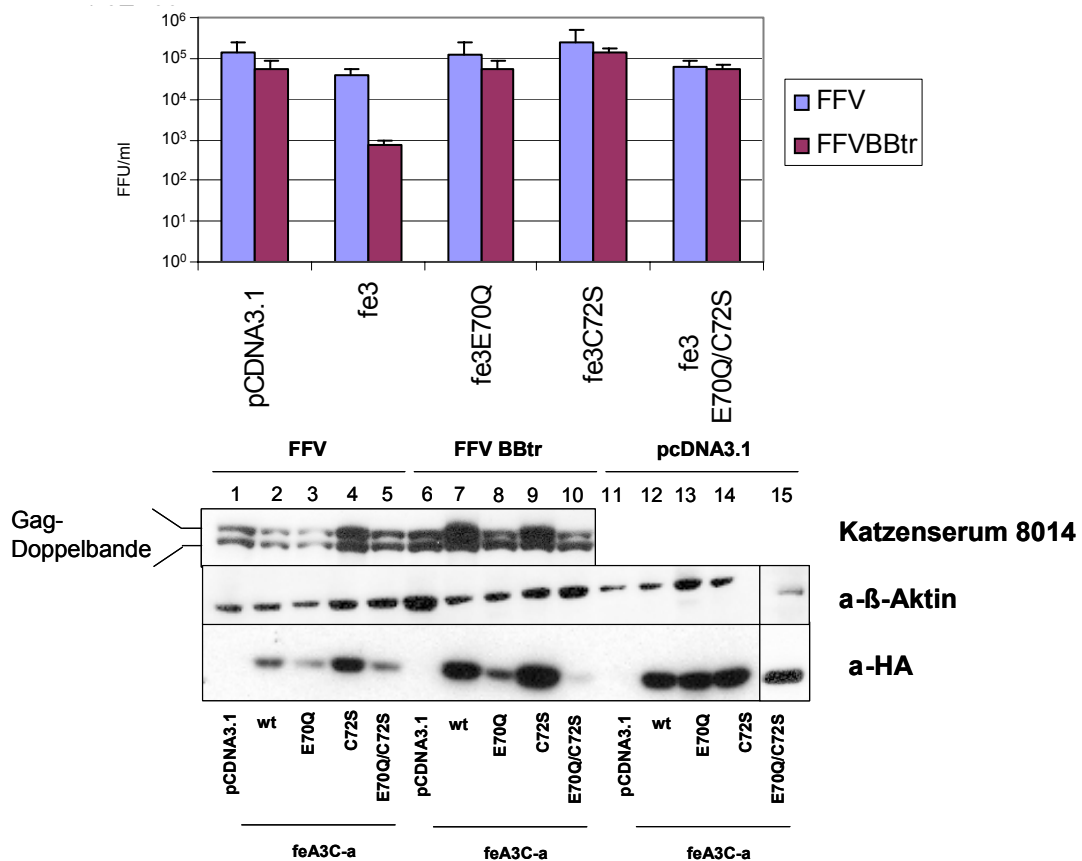 10⁶
10⁵
10⁴
10³
10²
10¹
10⁰
FFU/ml
FFV
FFVBBtr
pCDNA3.1
fe3
fe3E70Q
fe3C72S
fe3
E70Q/C72S
FFV
FFV BBtr
pcDNA3.1
1 2 3 4 5 6 7 8 9 10 11 12 13 14 15
Gag-
Doppelbande
Katzenserum 8014
a-ß-Aktin
a-HA
pCDNA3.1 wt E70Q C72S E70Q/C72S pCDNA3.1 wt E70Q C72S E70Q/C72S pCDNA3.1 wt E70Q C72S E70Q/C72S
feA3C-a
feA3C-a
feA3C-a